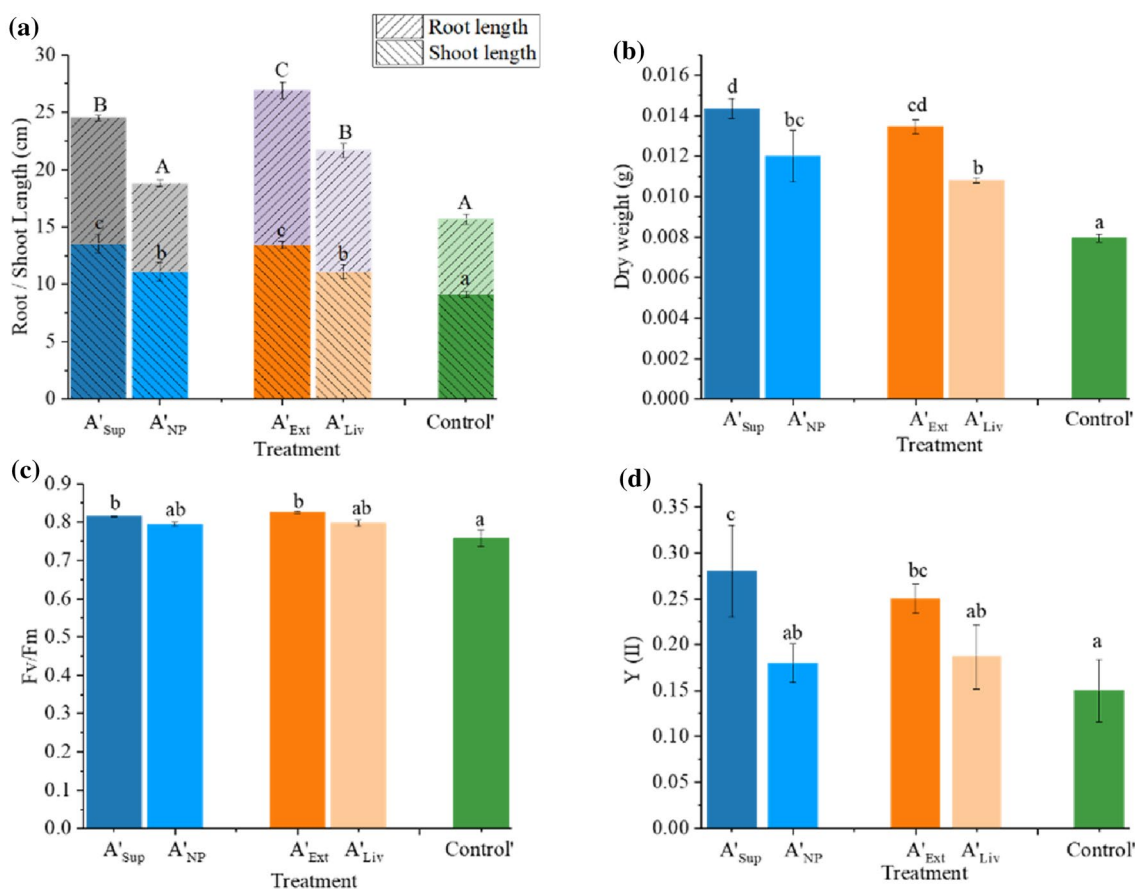 (a)
Root length
Shoot length
Root / Shoot Length (cm)
30
25
20
15
10
5
0
B
A
C
B
A
c
b
c
b
a
A'Sup A'NP A'Ext A'Liv Control'
Treatment
(b)
Dry weight (g)
0.016
0.014
0.012
0.010
0.008
0.006
0.004
0.002
0.000
d
bc
cd
b
a
A'Sup A'NP A'Ext A'Liv Control'
Treatment
(c)
Fv/Fm
0.9
0.8
0.7
0.6
0.5
0.4
0.3
0.2
0.1
0.0
b ab b ab a
A'Sup A'NP A'Ext A'Liv Control'
Treatment
(d)
Y (II)
0.35
0.30
0.25
0.20
0.15
0.10
0.05
0.00
c
ab
bc
ab
a
A'Sup A'NP A'Ext A'Liv Control'
Treatment